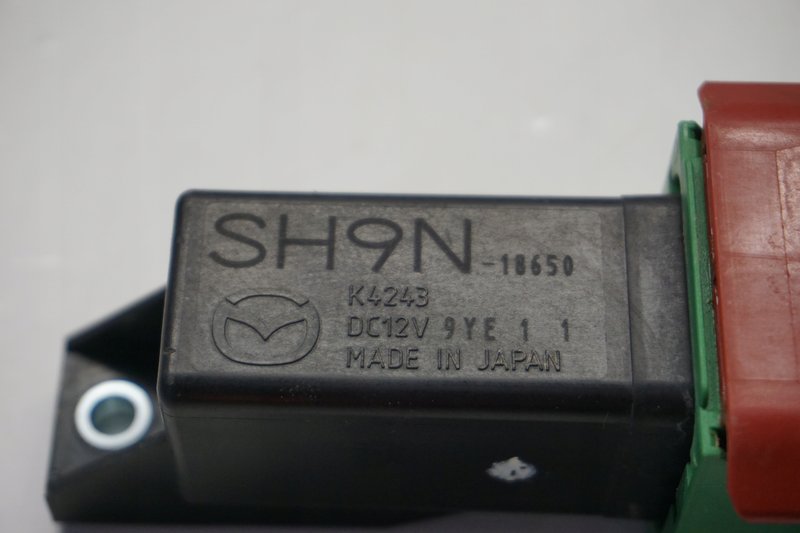 SH9N-18650
K4243
DC12V 9YE 1 1
MADE IN JAPAN